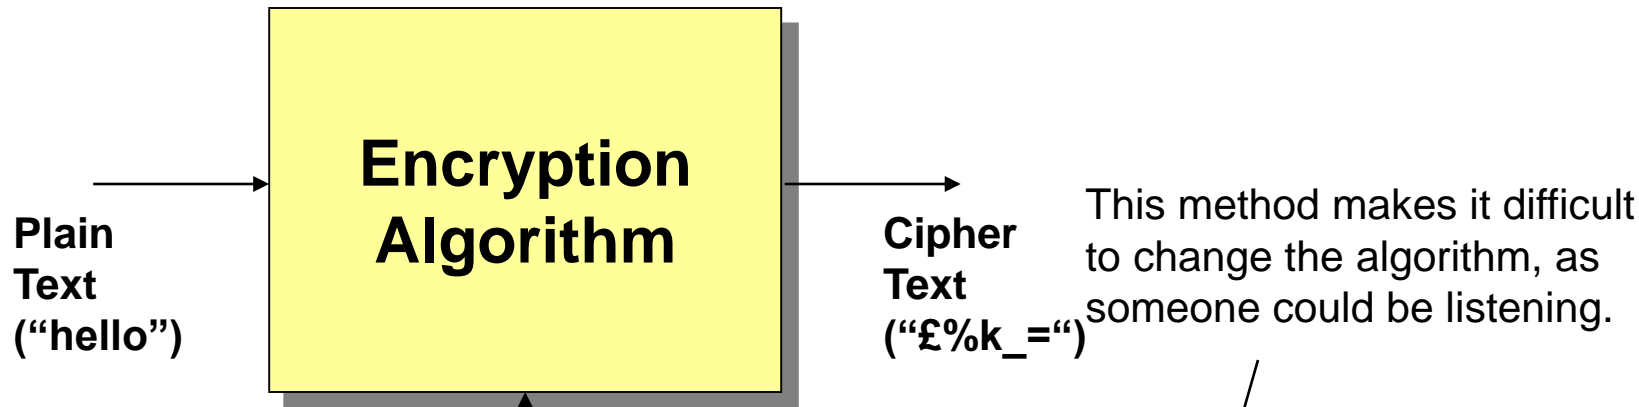 Encryption
Algorithm
Plain
Text
(“hello”)
Cipher
Text
(“£%k_=“)
This method makes it difficult
to change the algorithm, as
someone could be listening.